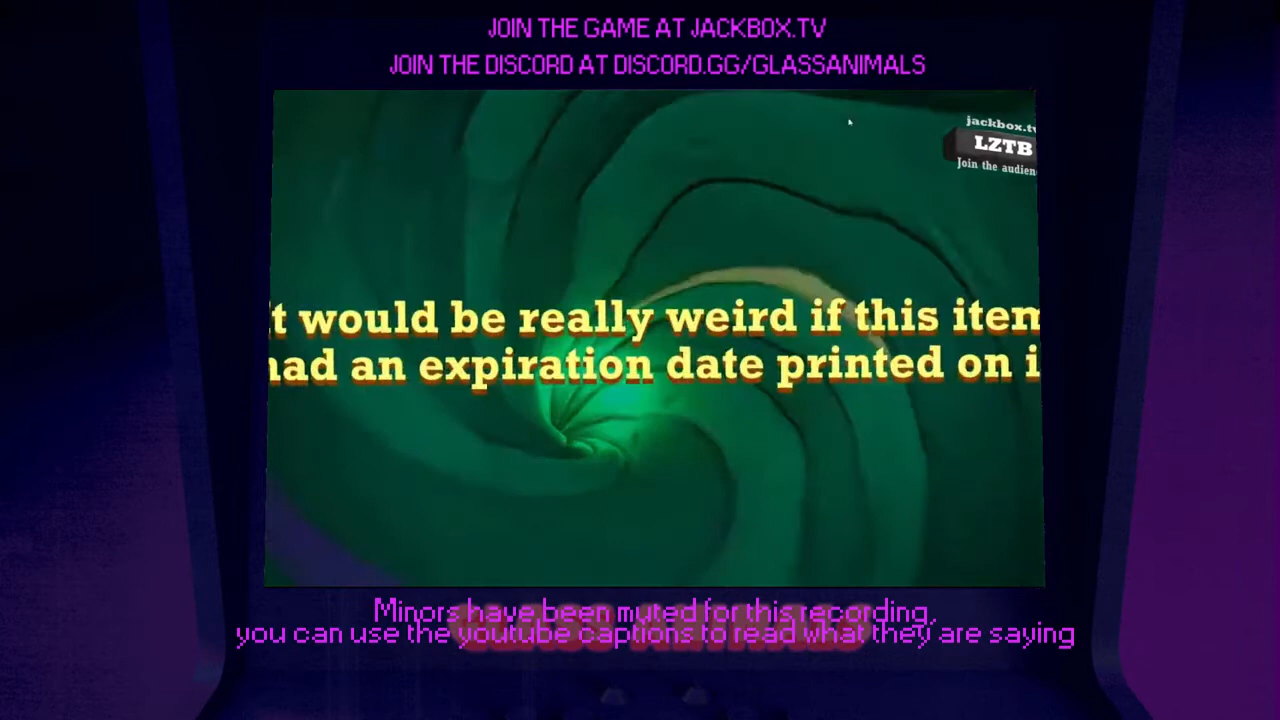 JOIN THE GAME AT JACKBOX.TV
JOIN THE DISCORD AT DISCORD.GG/GLASSANIMALS
jackbox.tv
LZTB
Join the audien
t would be really weird if this item
had an expiration date printed on i
Minors have been muted for this recording,
you can use the youtube captions to read what they are saying